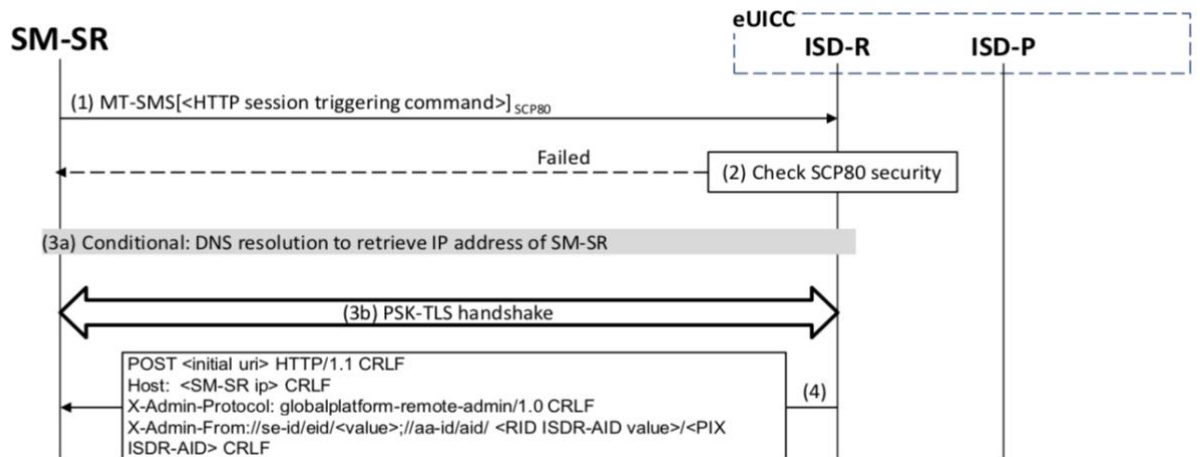 eUICC
SM-SR
ISD-R
ISD-P
(1) MT-SMS[<HTTP session triggering command>] SCP80
Failed
(2) Check SCP80 security
(3a) Conditional: DNS resolution to retrieve IP address of SM-SR
(3b) PSK-TLS handshake
POST <initial uri> HTTP/1.1 CRLF
Host: <SM-SR ip> CRLF
(4)
X-Admin-Protocol: globalplatform-remote-admin/1.0 CRLF
X-Admin-From://se-id/eid/<value>;//aa-id/aid/ <RID ISDR-AID value>/<PIX
ISDR-AID> CRLF